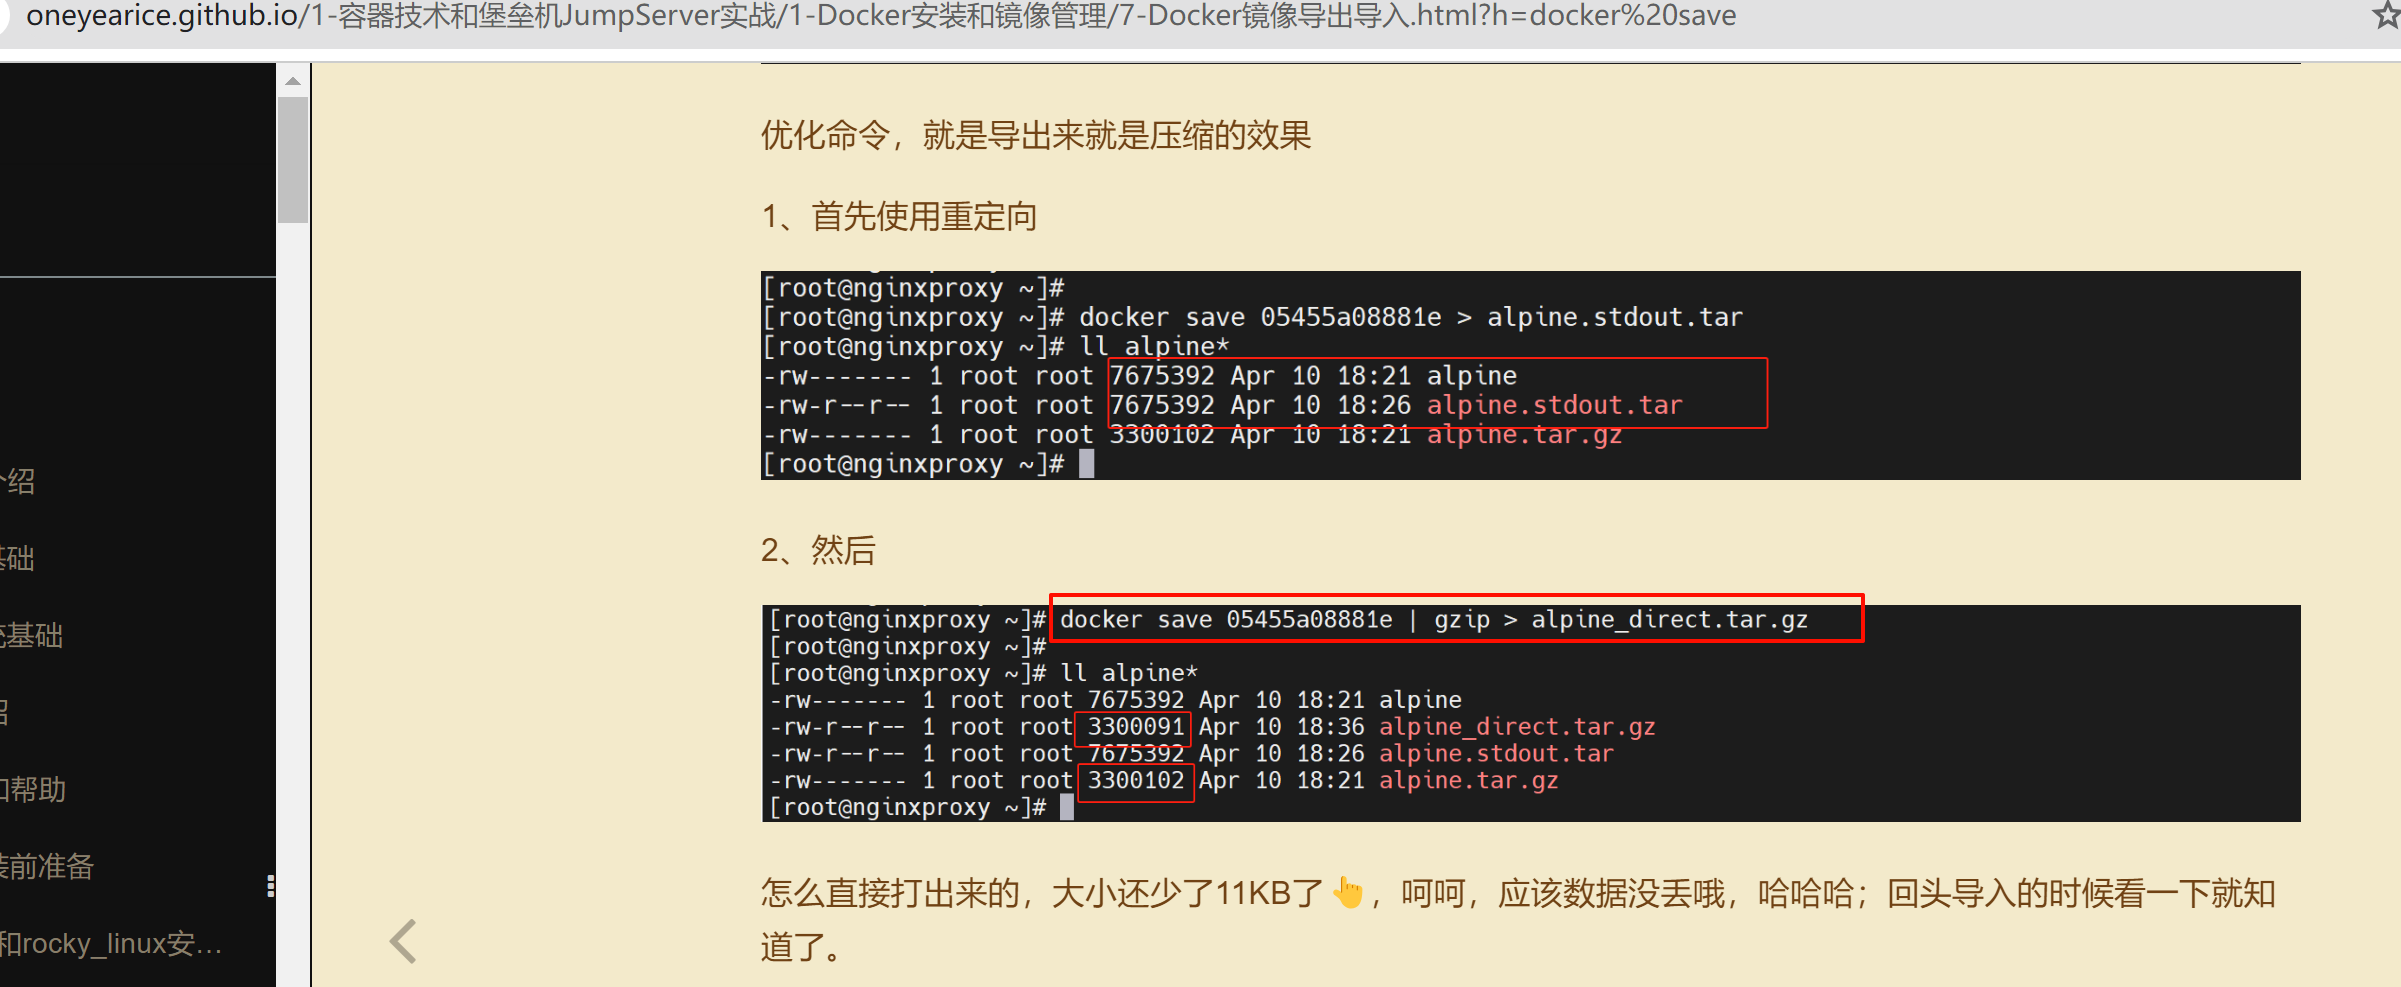 oneyearice.github.io/1-容器技术和堡垒机JumpServer实战/1-Docker安装和镜像管理/7-Docker镜像导出导入.html?h=docker%20save
优化命令，就是导出来就是压缩的效果
1、首先使用重定向
[root@nginxproxy ~]#
[root@nginxproxy ~]# docker save 05455a08881e > alpine.stdout.tar
[root@nginxproxy ~]# ll alpine*
-rw------- 1 root root 7675392 Apr 10 18:21 alpine
-rw-r--r-- 1 root root 7675392 Apr 10 18:26 alpine.stdout.tar
-rw------- 1 root root 3300102 Apr 10 18:21 alpine.tar.gz
[root@nginxproxy ~]#
2、然后
[root@nginxproxy ~]# docker save 05455a08881e | gzip > alpine_direct.tar.gz
[root@nginxproxy ~]#
[root@nginxproxy ~]# ll alpine*
-rw------- 1 root root 7675392 Apr 10 18:21 alpine
-rw-r--r-- 1 root root 3300091 Apr 10 18:36 alpine_direct.tar.gz
-rw-r--r-- 1 root root 7675392 Apr 10 18:26 alpine.stdout.tar
-rw------- 1 root root 3300102 Apr 10 18:21 alpine.tar.gz
[root@nginxproxy ~]#
怎么直接打出来的，大小还少了11KB了👆，呵呵，应该数据没丢哦，哈哈哈；回头导入的时候看一下就知
道了。
绍
础
基础
帮助
前准备
和rocky_linux安...